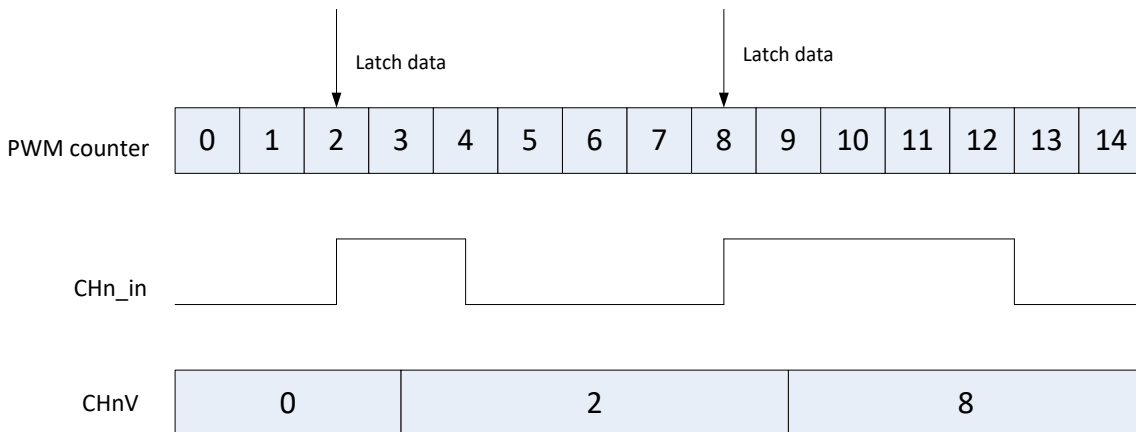 Latch data
Latch data
PWM counter 0 1 2 3 4 5 6 7 8 9 10 11 12 13 14
CHn_in
CHnV 0 2 8